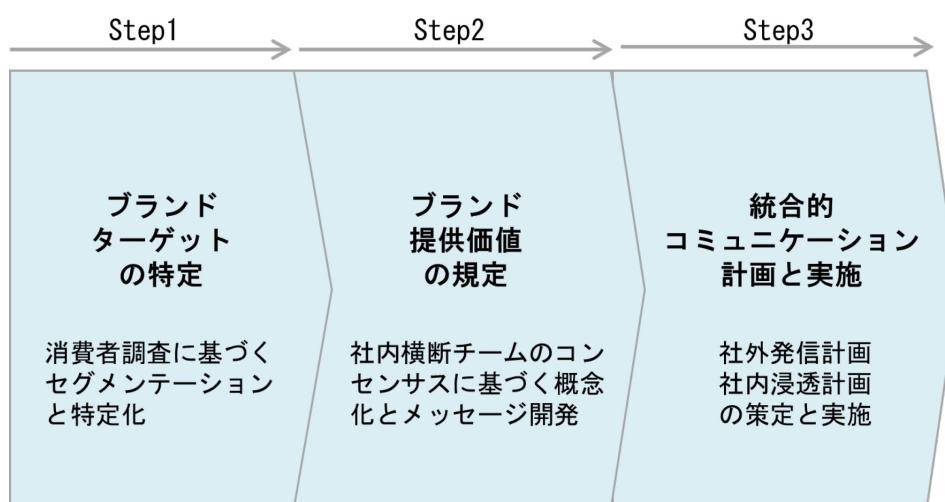 Step1
Step2
Step3
ブランド
ターゲット
の特定
消費者調査に基づく
セグメンテーション
と特定化
ブランド
提供価値
の規定
社内横断チームのコン
センサスに基づく概念
化とメッセージ開発
統合的
コミュニケーション
計画と実施
社外発信計画
社内浸透計画
の策定と実施